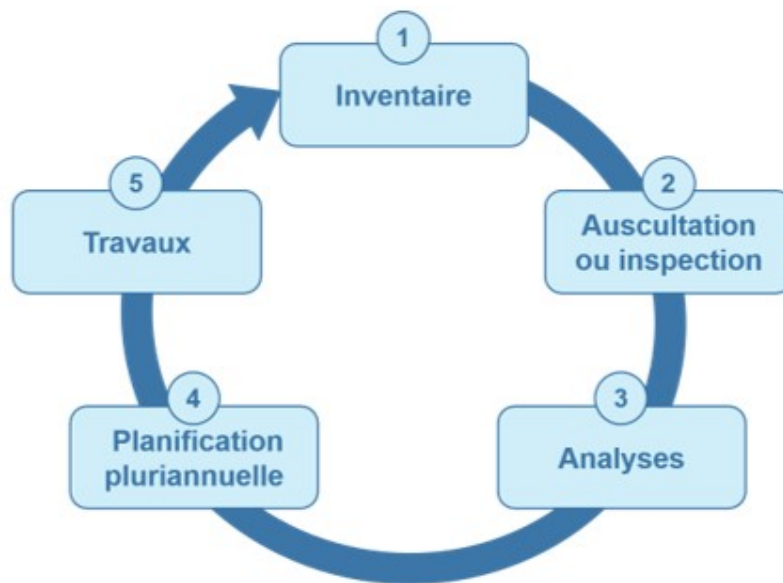 1
Inventaire
2
Auscultation
ou inspection
3
Analyses
4
Planification
pluriannuelle
5
Travaux